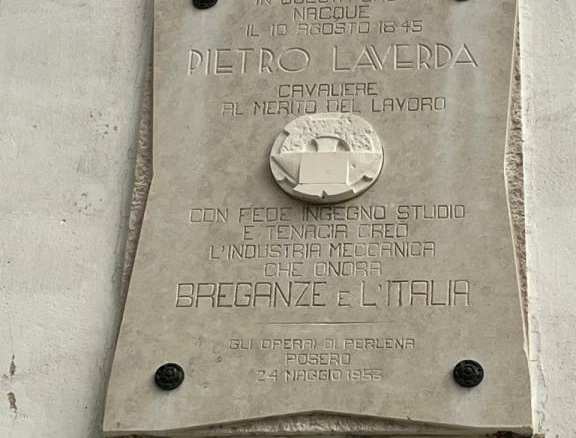 NACQUE
IL 10 AGOSTO 1845
PIETRO LAVERDA
CAVALIERE
AL MERITO DEL LAVORO
CON FEDE INGEGNO STUDIO
E TENACIA CREO
L'INDUSTRIA MECCANICA
CHE ONORA
BREGANZE E L'ITALIA
GLI OPERAI DI PERLENA
POSERO
24 MAGGIO 1953